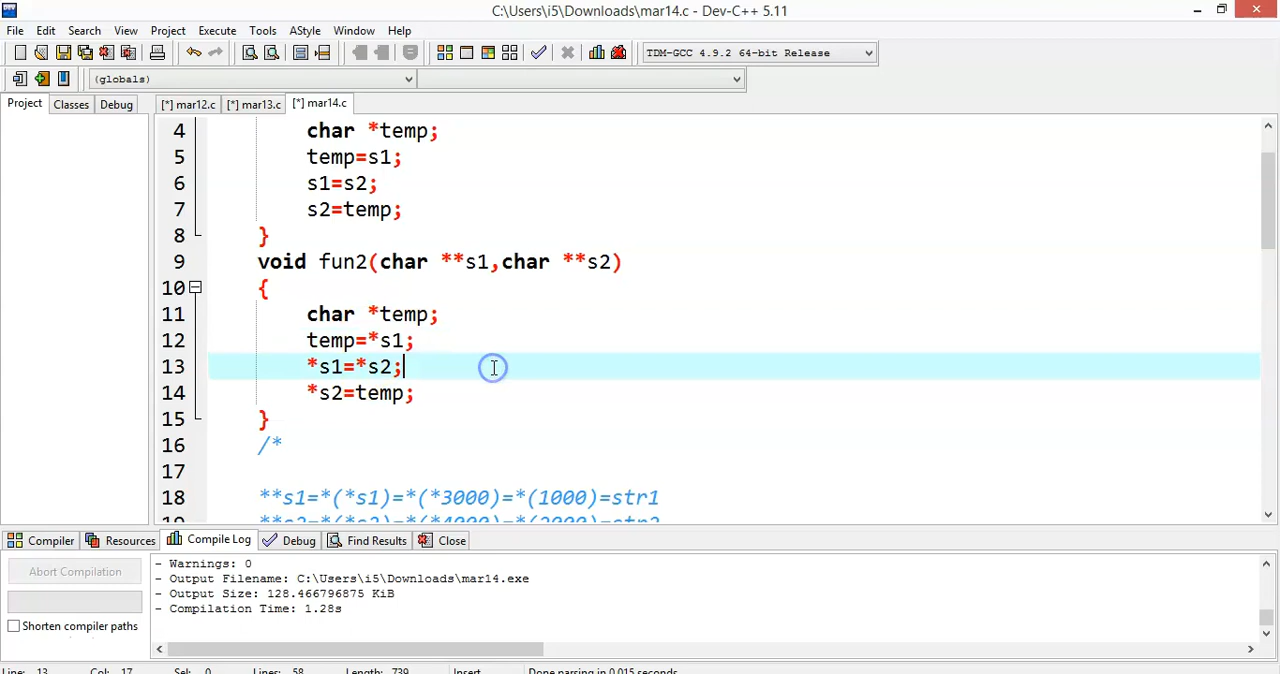 C:\Users\i5\Downloads\mar14.c - Dev-C++ 5.11
File Edit Search View Project Execute Tools AStyle Window Help
TDM-GCC 4.9.2 64-bit Release
(globals)
Project Classes Debug [*] mar12.c [*] mar13.c [*] mar14.c
4 char *temp;
5 temp=s1;
6 s1=s2;
7 s2=temp;
8 }
9 void fun2(char **s1,char **s2)
10 {
11 char *temp;
12 temp=*s1;
13 *s1=*s2;
14 *s2=temp;
15 }
16 /*
17
18 **s1=*(*s1)=*(*3000)=*(1000)=str1
19 **s2=*(*s2)=*(*4000)=*(2000)=str2
Compiler Resources Compile Log Debug Find Results Close
Abort Compilation
Shorten compiler paths
- Warnings: 0
- Output Filename: C:\Users\i5\Downloads\mar14.exe
- Output Size: 128.466796875 KiB
- Compilation Time: 1.28s
Line: 13 Col: 17 Sel: 0 Lines: 58 Length: 739 Insert Done parsing in 0.015 seconds